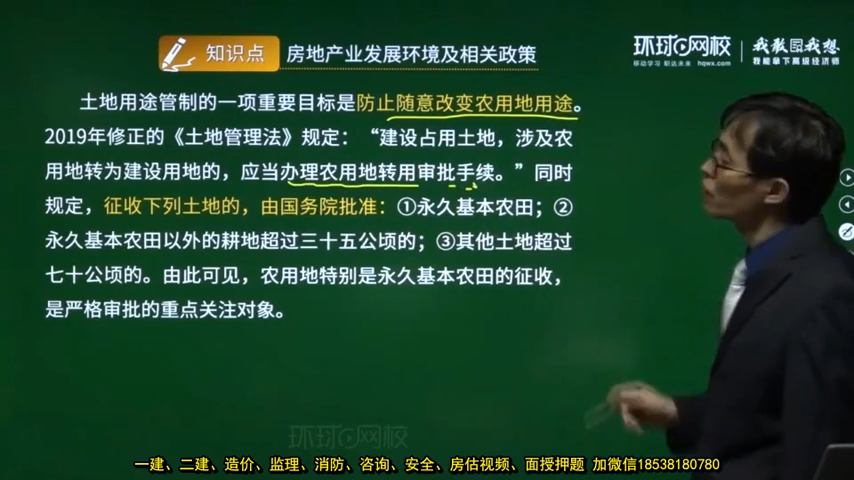 知识点 房地产业发展环境及相关政策
环球网校
移动学习 职达未来 hqwx.com
我敢 我想
我能拿下高级经济师
土地用途管制的一项重要目标是防止随意改变农用地用途。
2019年修正的《土地管理法》规定：“建设占用土地，涉及农
用地转为建设用地的，应当办理农用地转用审批手续。”同时
规定，征收下列土地的，由国务院批准：①永久基本农田；②
永久基本农田以外的耕地超过三十五公顷的；③其他土地超过
七十公顷的。由此可见，农用地特别是永久基本农田的征收，
是严格审批的重点关注对象。
环球网校
一建、二建、造价、监理、消防、咨询、安全、房估视频、面授押题 加微信18538180780